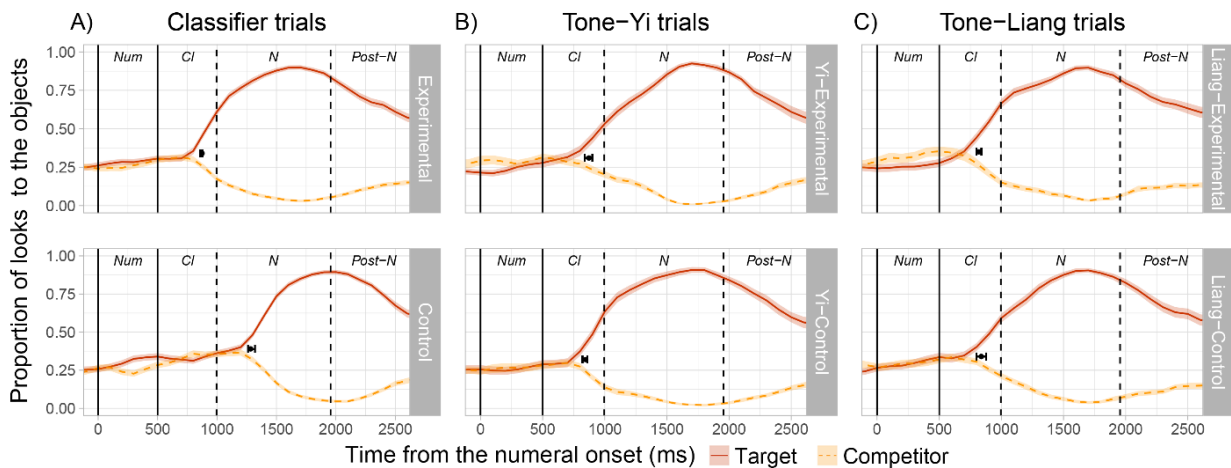 A) Classifier trials
B) Tone−Yi trials
C) Tone−Liang trials
Proportion of looks to the objects
1.00
0.75
0.50
0.25
0.00
Num Cl N Post−N
Experimental
Num Cl N Post−N
Yi−Experimental
Num Cl N Post−N
Liang−Experimental
1.00
0.75
0.50
0.25
0.00
Num Cl N Post−N
Control
Num Cl N Post−N
Yi−Control
Num Cl N Post−N
Liang−Control
0 500 1000 1500 2000 2500
0 500 1000 1500 2000 2500
0 500 1000 1500 2000 2500
Time from the numeral onset (ms) Target Competitor